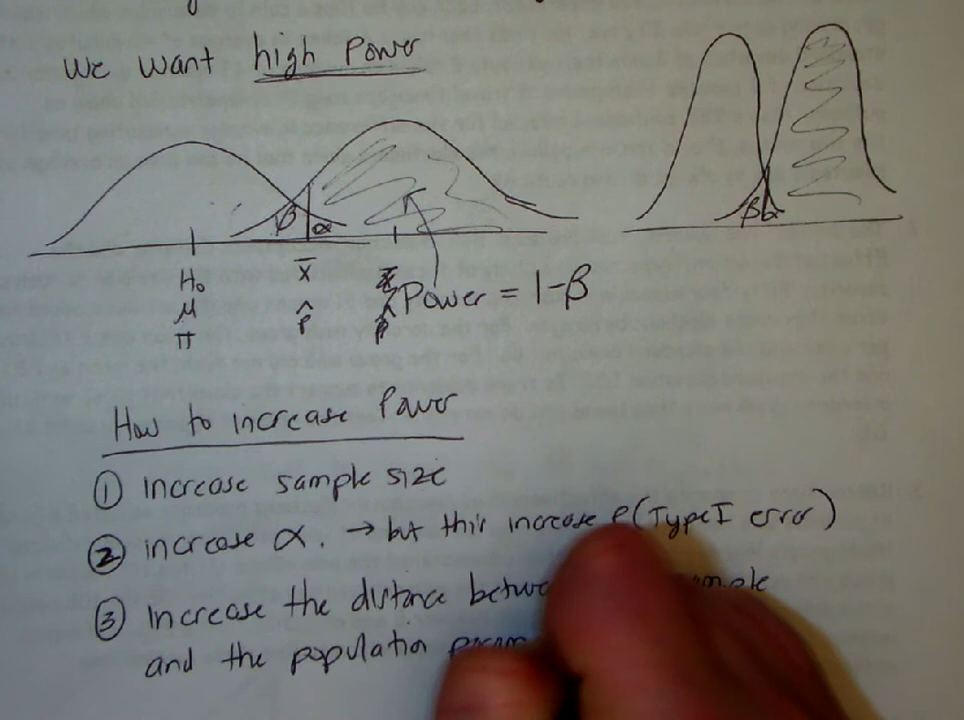 We want high Power
β α
βα
H₀
μ
π
x̄
p̂
p̂
Power = 1-β
How to increase Power
① increase sample size
② increase α. → but this increase P(Type I error)
③ Increase the distance
and the population